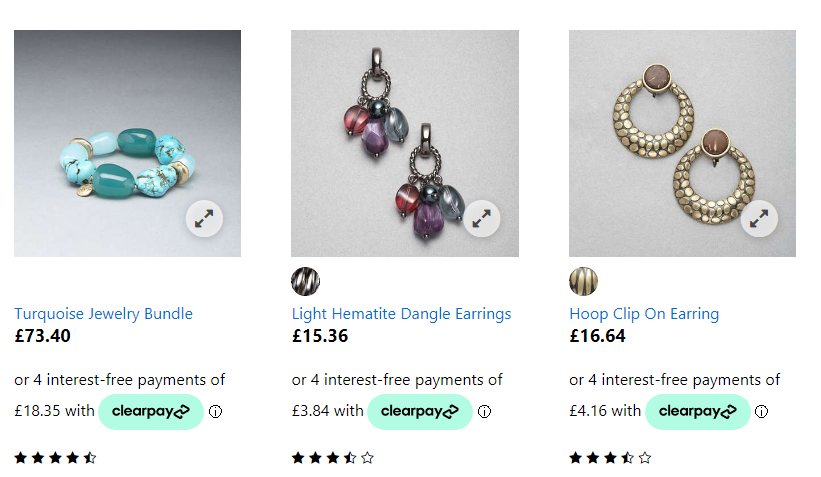 Turquoise Jewelry Bundle
£73.40
or 4 interest-free payments of
£18.35 with clearpay
Light Hematite Dangle Earrings
£15.36
or 4 interest-free payments of
£3.84 with clearpay
Hoop Clip On Earring
£16.64
or 4 interest-free payments of
£4.16 with clearpay